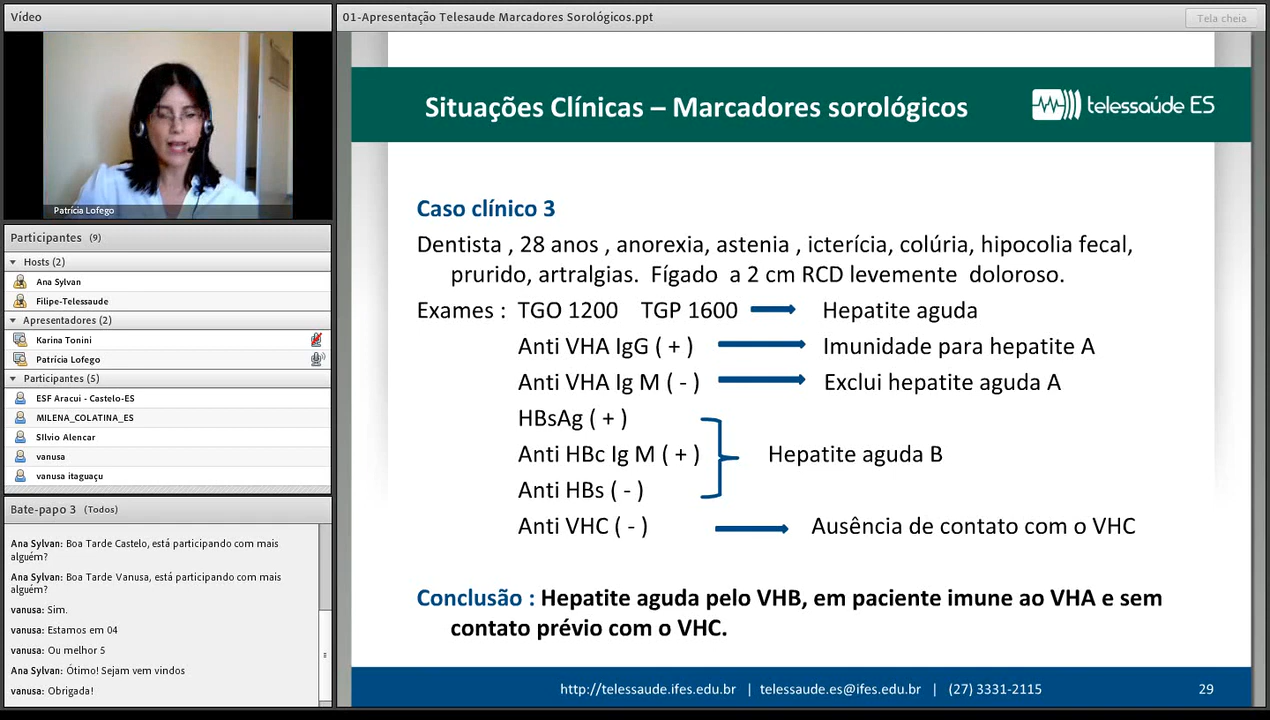 Vídeo
Patrícia Lofego
Participantes (9)
Hosts (2)
Ana Sylvan
Filipe-Telessaude
Apresentadores (2)
Karina Tonini
Patrícia Lofego
Participantes (5)
ESF Aracui - Castelo-ES
MILENA_COLATINA_ES
SIlvio Alencar
vanusa
vanusa itaguaçu
Bate-papo 3 (Todos)
Ana Sylvan: Boa Tarde Castelo, está participando com mais
alguém?
Ana Sylvan: Boa Tarde Vanusa, está participando com mais
alguém?
vanusa: Sim.
vanusa: Estamos em 04
vanusa: Ou melhor 5
Ana Sylvan: Ótimo! Sejam bem vindos
vanusa: Obrigada!
01-Apresentação Telesaude Marcadores Sorológicos.ppt
Tela cheia
Situações Clínicas – Marcadores sorológicos
telessaúde ES
Caso clínico 3
Dentista , 28 anos , anorexia, astenia , icterícia, colúria, hipocolia fecal,
prurido, artralgias. Fígado a 2 cm RCD levemente doloroso.
Exames : TGO 1200 TGP 1600 Hepatite aguda
Anti VHA IgG ( + ) Imunidade para hepatite A
Anti VHA Ig M ( - ) Exclui hepatite aguda A
HBsAg ( + )
Anti HBc Ig M ( + ) Hepatite aguda B
Anti HBs ( - )
Anti VHC ( - ) Ausência de contato com o VHC
Conclusão : Hepatite aguda pelo VHB, em paciente imune ao VHA e sem
contato prévio com o VHC.
http://telessaude.ifes.edu.br | telessaude.es@ifes.edu.br | (27) 3331-2115
29